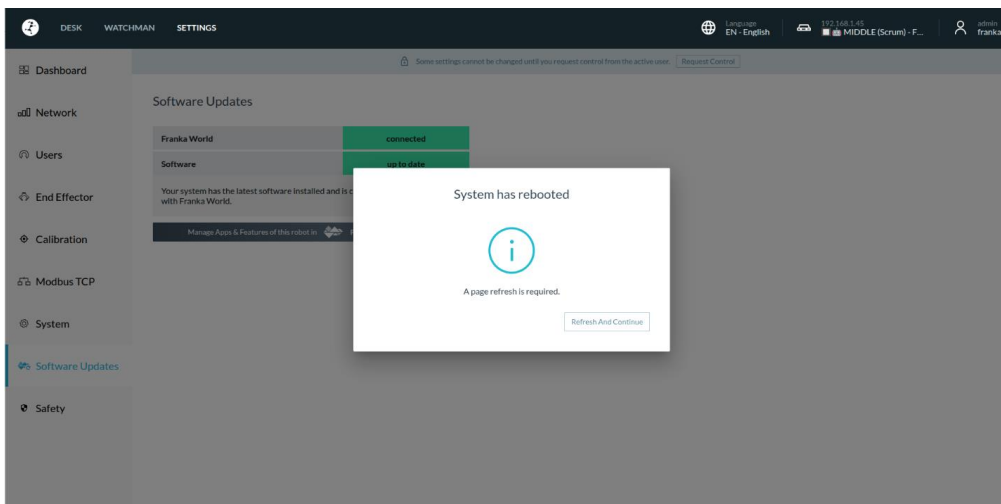 DESK WATCHMAN SETTINGS
Language
EN - English
192.168.1.45
MIDDLE (Scrum) - F...
admin
franka
Some settings cannot be changed until you request control from the active user. Request Control
Dashboard
Network
Users
End Effector
Calibration
Modbus TCP
System
Software Updates
Safety
Software Updates
Franka World connected
Software up to date
Your system has the latest software installed and is c
with Franka World.
Manage Apps & Features of this robot in
System has rebooted
A page refresh is required.
Refresh And Continue